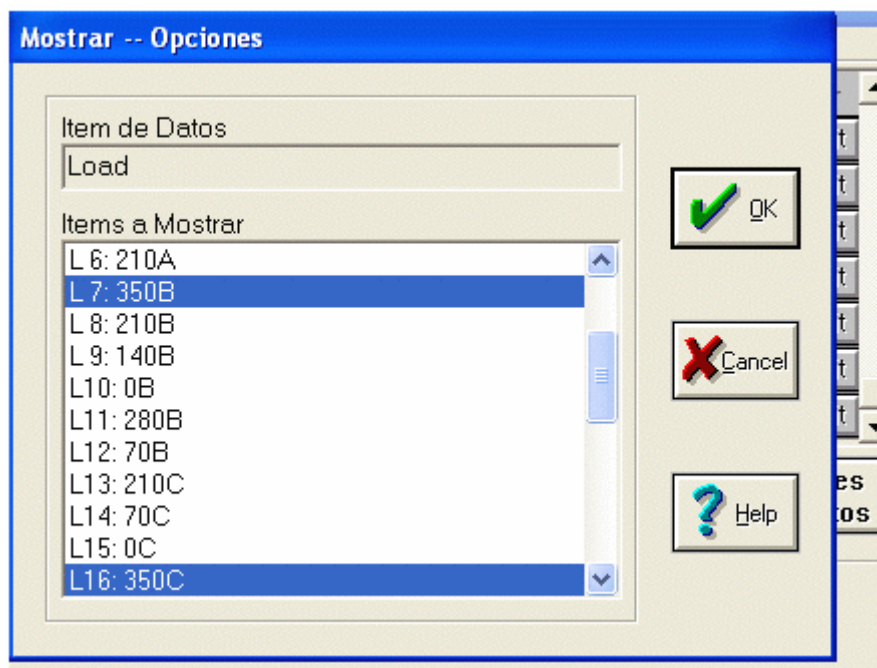 Mostrar -- Opciones
Item de Datos
Load
Items a Mostrar
L 6: 210A
L 7: 350B
L 8: 210B
L 9: 140B
L10: 0B
L11: 280B
L12: 70B
L13: 210C
L14: 70C
L15: 0C
L16: 350C
OK
Cancel
Help